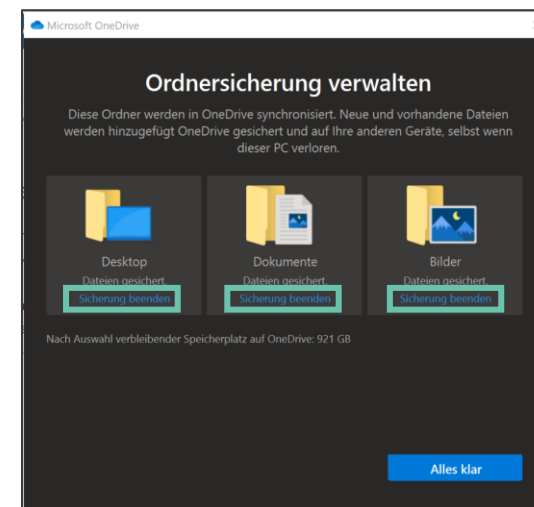 Microsoft OneDrive
Ordnersicherung verwalten
Diese Ordner werden in OneDrive synchronisiert. Neue und vorhandene Dateien
werden hinzugefügt OneDrive gesichert und auf Ihre anderen Geräte, selbst wenn
dieser PC verloren.
Desktop
Dateien gesichert.
Sicherung beenden
Dokumente
Dateien gesichert.
Sicherung beenden
Bilder
Dateien gesichert.
Sicherung beenden
Nach Auswahl verbleibender Speicherplatz auf OneDrive: 921 GB
Alles klar